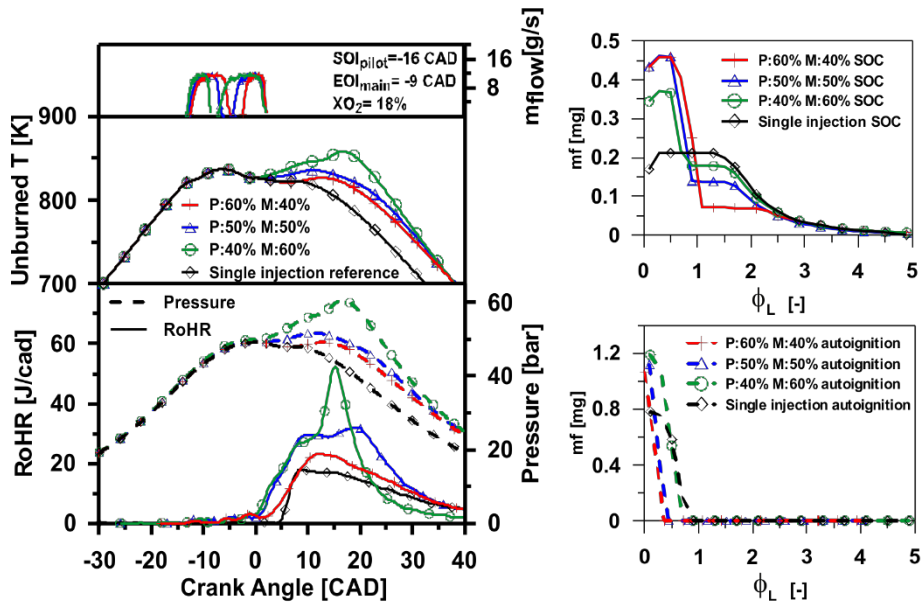 SOIpilot=-16 CAD
EOImain= -9 CAD
XO2= 18%
16
8
mflow[g/s]
900
800
700
Unburned T [K]
P:60% M:40%
P:50% M:50%
P:40% M:60%
Single injection reference
Pressure
RoHR
80
60
40
20
0
RoHR [J/cad]
60
40
20
0
Pressure [bar]
-30 -20 -10 0 10 20 30 40
Crank Angle [CAD]
0.5
0.4
0.3
0.2
0.1
0
mf [mg]
P:60% M:40% SOC
P:50% M:50% SOC
P:40% M:60% SOC
Single injection SOC
0 1 2 3 4 5
ϕL [-]
1.2
0.8
0.4
0
mf [mg]
P:60% M:40% autoignition
P:50% M:50% autoignition
P:40% M:60% autoignition
Single injection autoignition
0 1 2 3 4 5
ϕL [-]